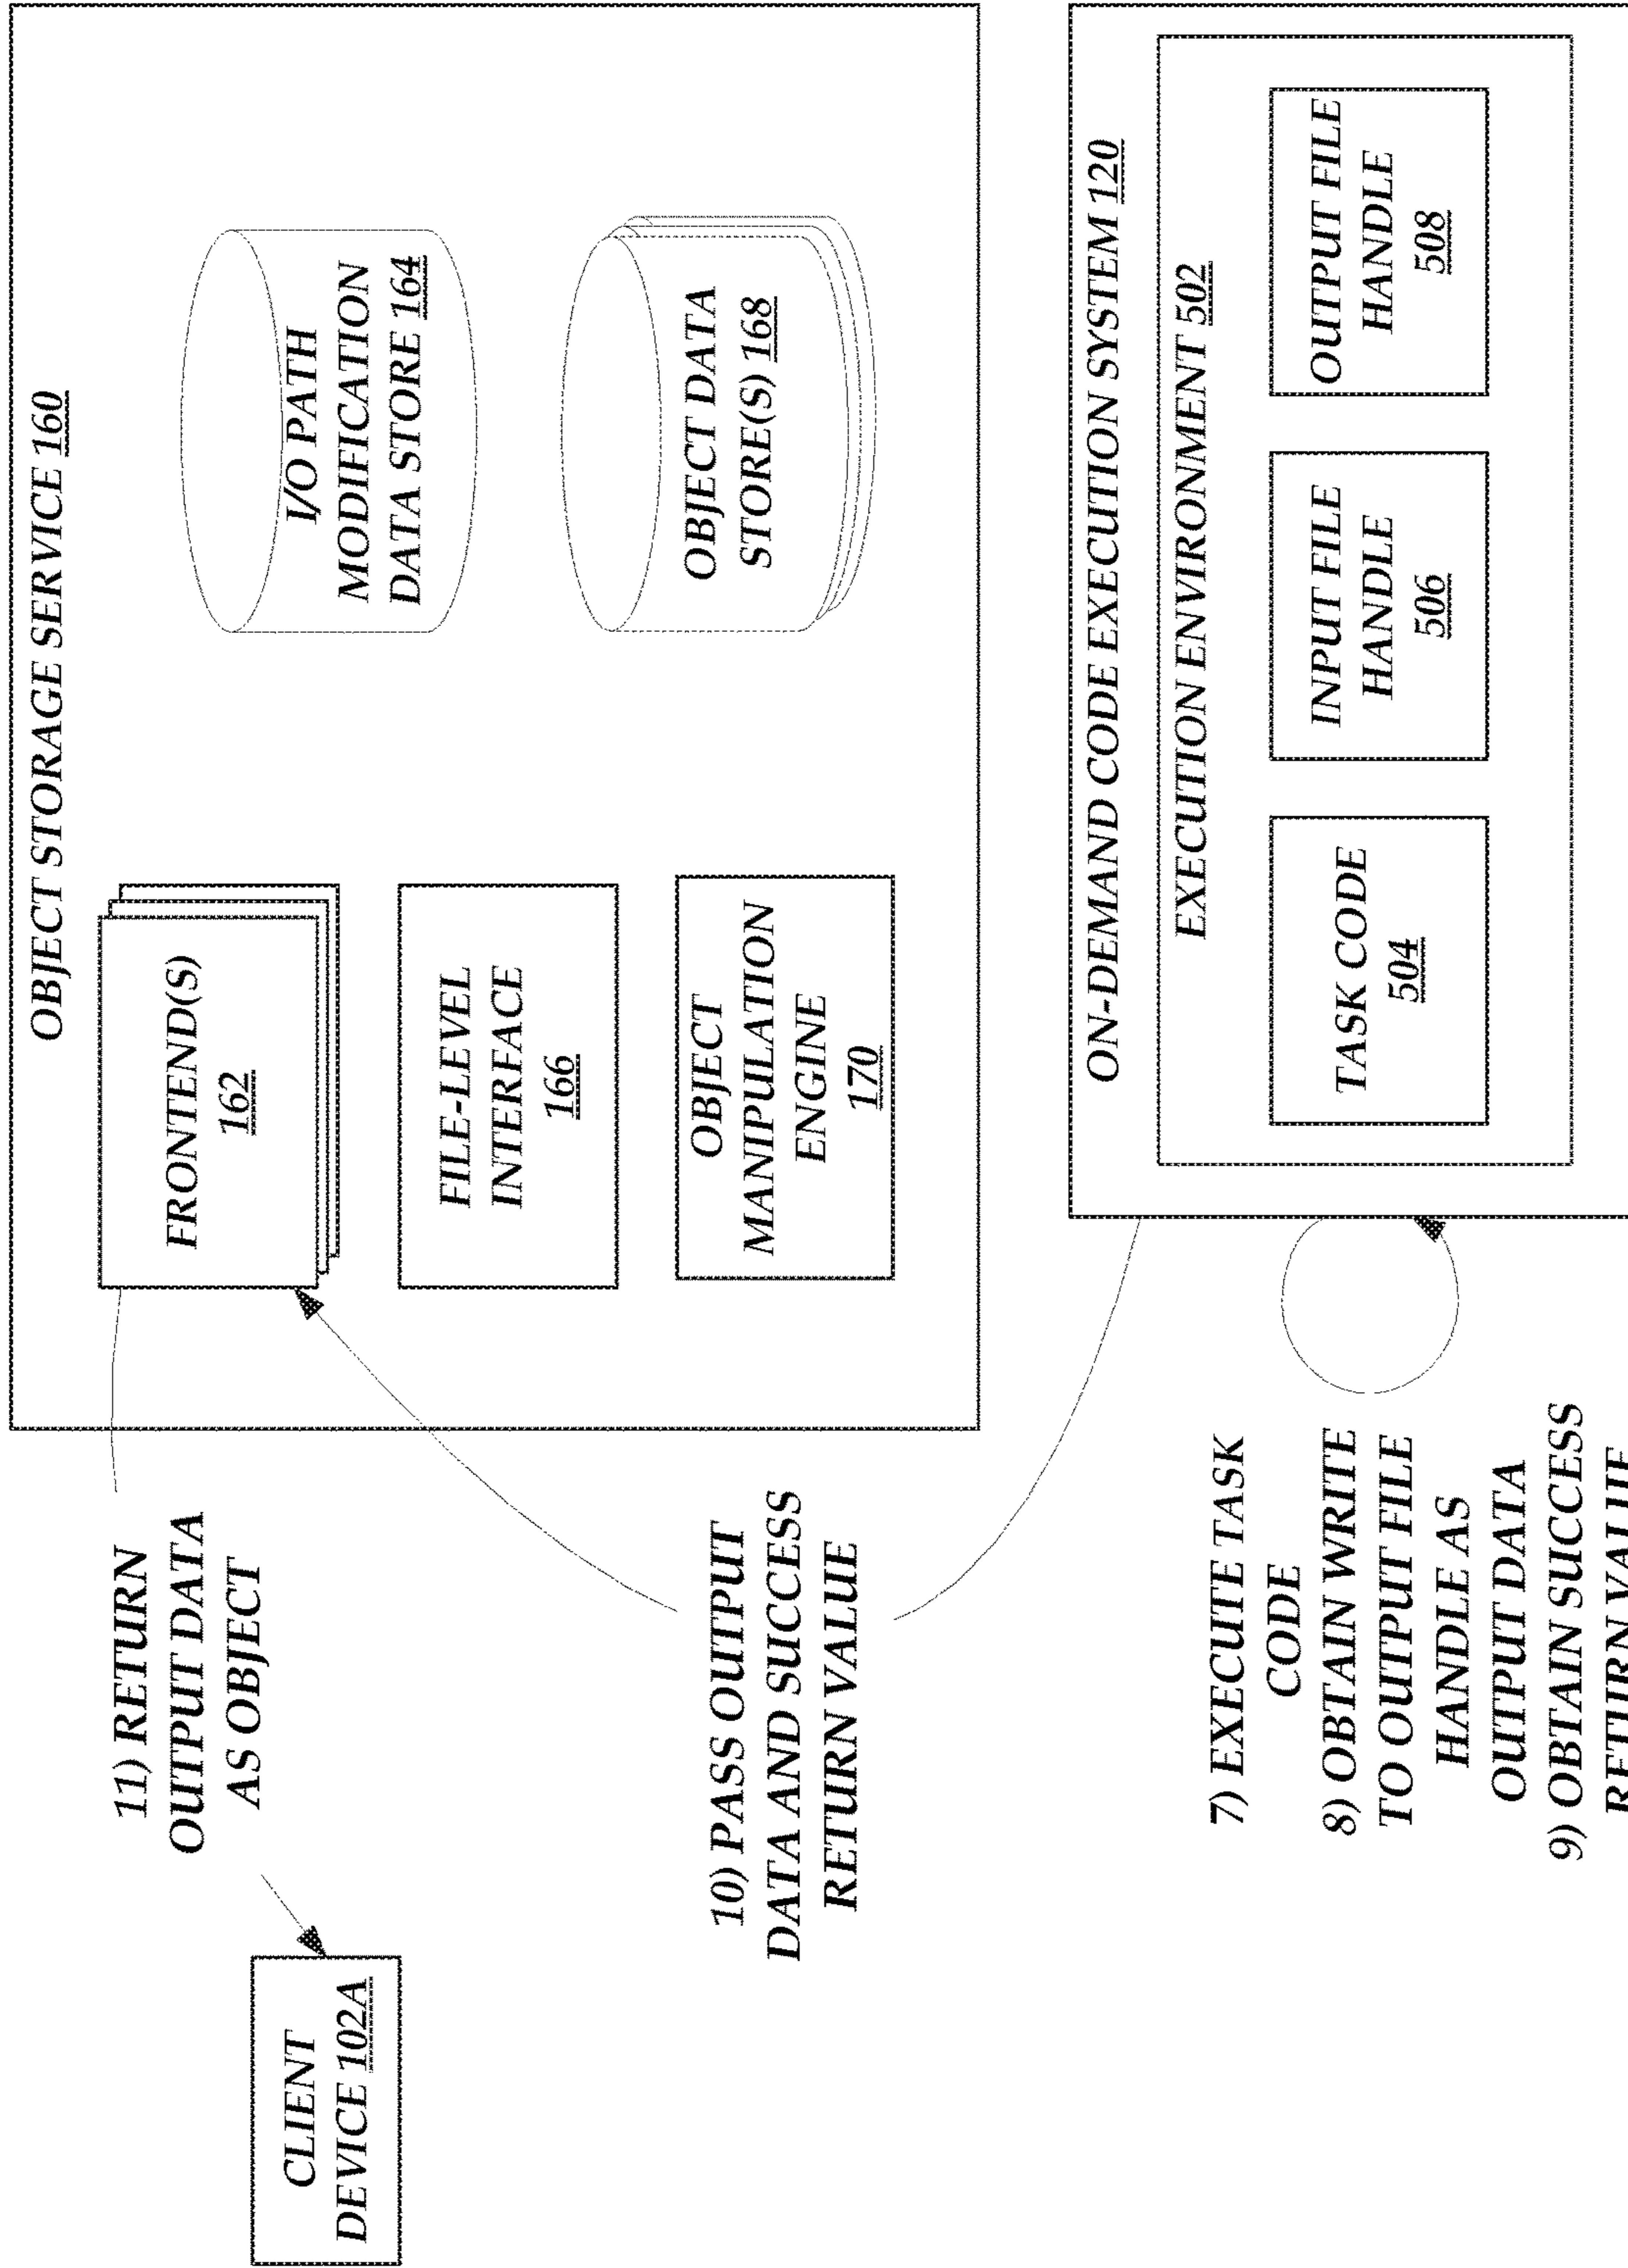 OBJECT STORAGE SERVICE 160
FRONTEND(S)
162
FILE-LEVEL
INTERFACE
166
OBJECT
MANIPULATION
ENGINE
170
I/O PATH
MODIFICATION
DATA STORE 164
OBJECT DATA
STORE(S) 168
11) RETURN
OUTPUT DATA
AS OBJECT
CLIENT
DEVICE 102A
10) PASS OUTPUT
DATA AND SUCCESS
RETURN VALUE
ON-DEMAND CODE EXECUTION SYSTEM 120
EXECUTION ENVIRONMENT 502
TASK CODE
504
INPUT FILE
HANDLE
506
OUTPUT FILE
HANDLE
508
7) EXECUTE TASK
CODE
8) OBTAIN WRITE
TO OUTPUT FILE
HANDLE AS
OUTPUT DATA
9) OBTAIN SUCCESS
RETURN VALUE